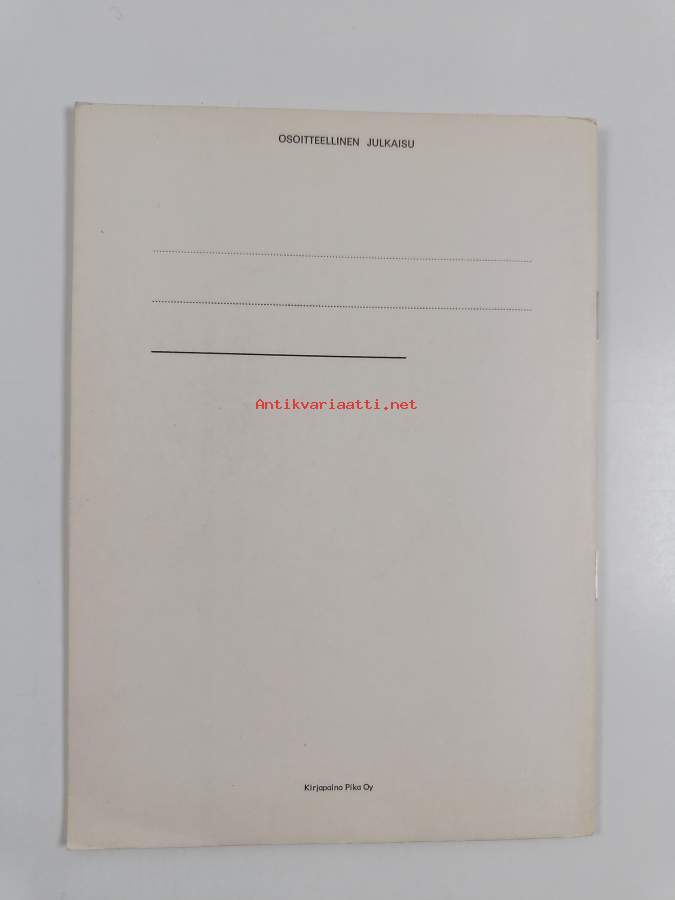 OSOITTEELLINEN JULKAISU
Antikvariaatti.net
Kirjapaino Pika Oy